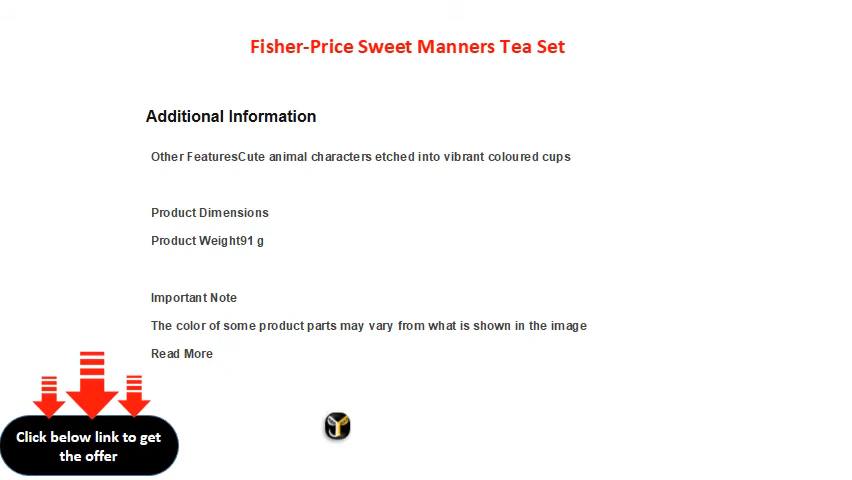 Fisher-Price Sweet Manners Tea Set
Additional Information
Other FeaturesCute animal characters etched into vibrant coloured cups
Product Dimensions
Product Weight91 g
Important Note
The color of some product parts may vary from what is shown in the image
Read More
Click below link to get
the offer